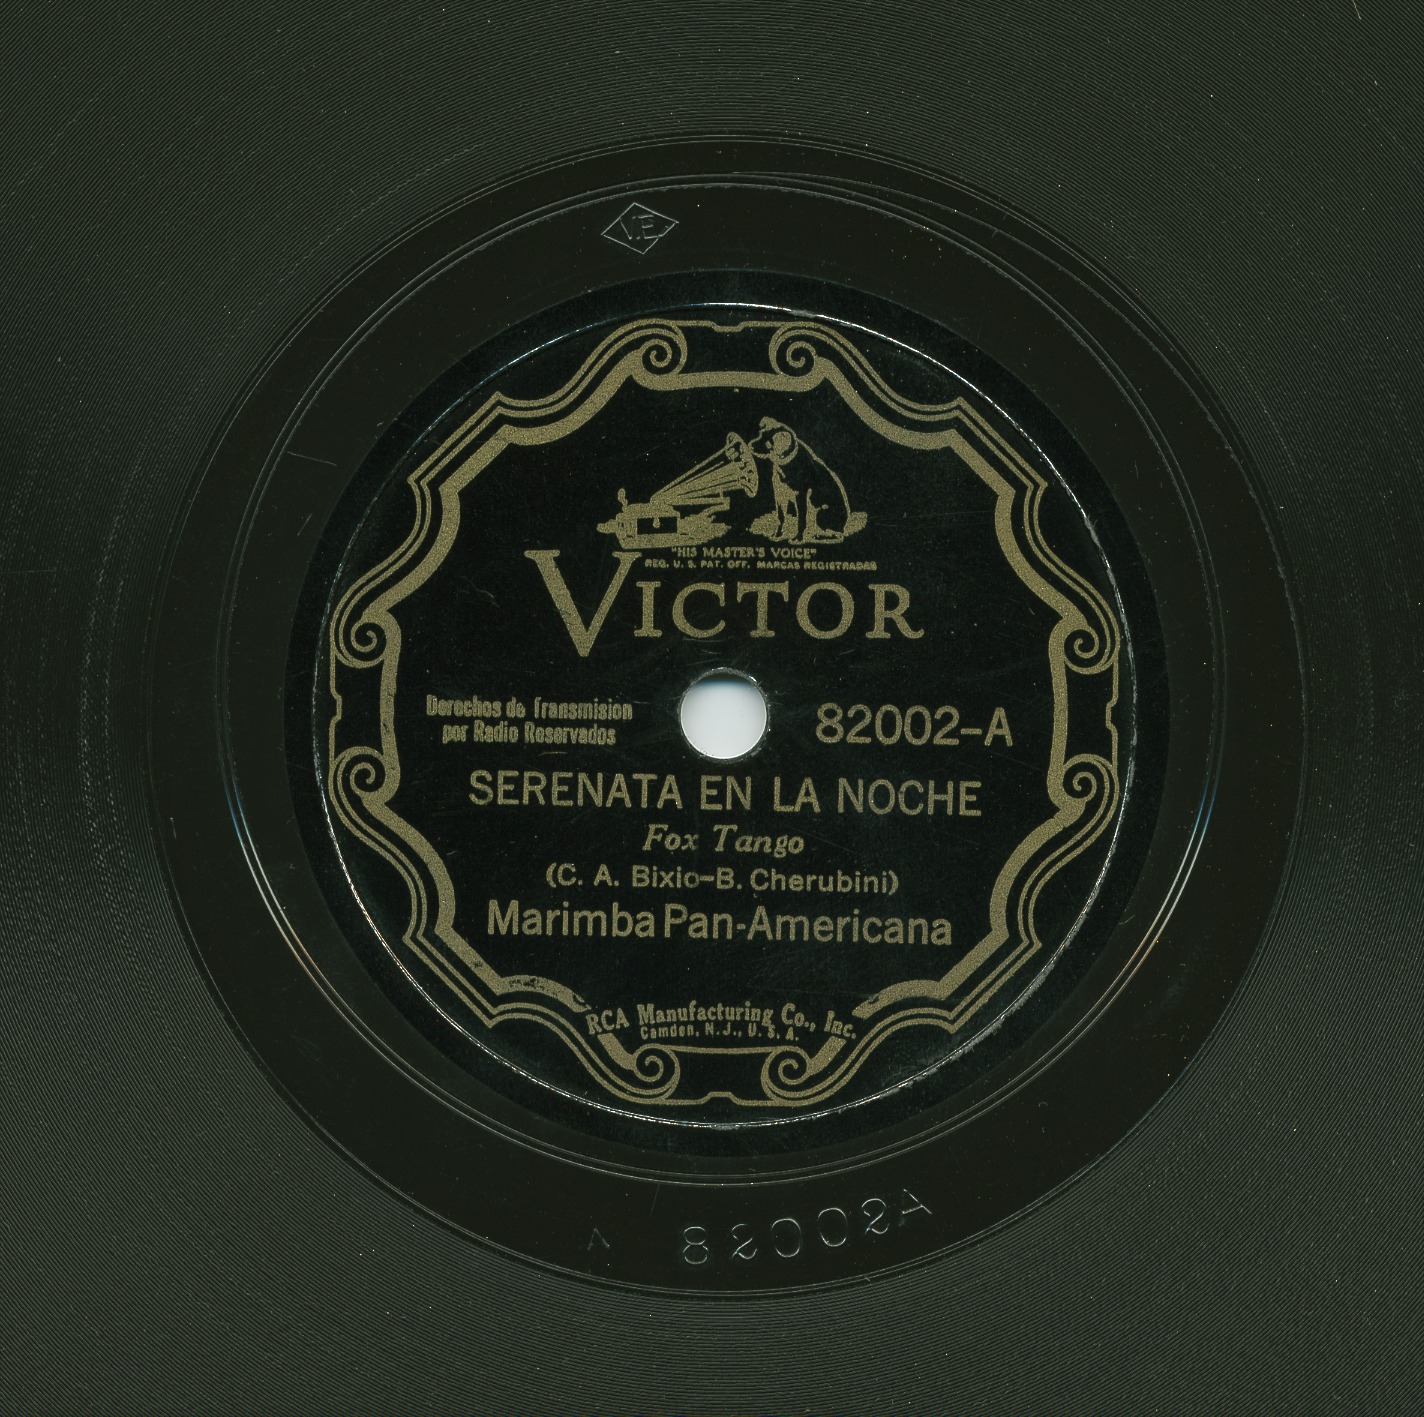 VE
"HIS MASTER'S VOICE"
REG. U. S. PAT. OFF. MARCAS REGISTRADAS
VICTOR
Derechos de Transmision
por Radio Reservados
82002-A
SERENATA EN LA NOCHE
Fox Tango
(C. A. Bixio-B. Cherubini)
Marimba Pan-Americana
RCA Manufacturing Co., Inc.
Camden, N. J., U. S. A.
A 82002A